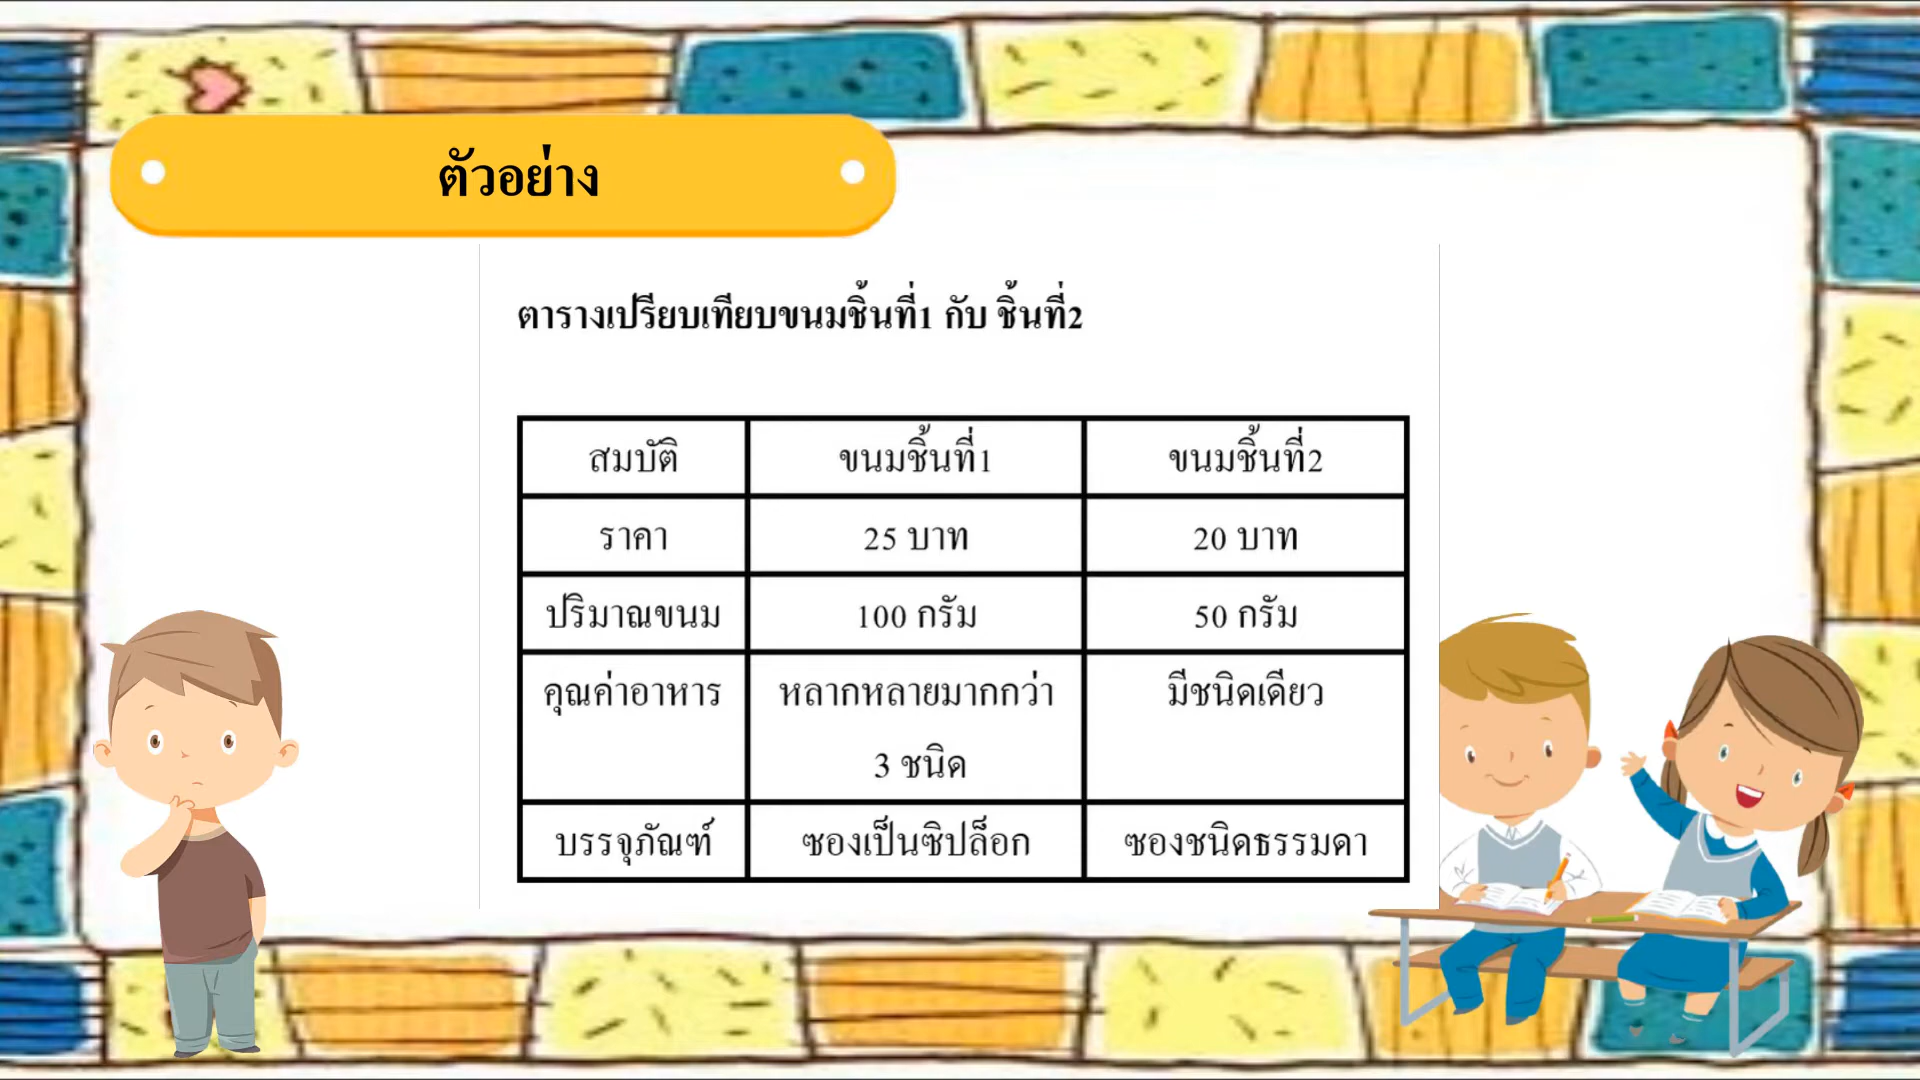 ตัวอย่าง
ตารางเปรียบเทียบขนมชิ้นที่1 กับ ชิ้นที่2
สมบัติ ขนมชิ้นที่1 ขนมชิ้นที่2
ราคา 25 บาท 20 บาท
ปริมาณขนม 100 กรัม 50 กรัม
คุณค่าอาหาร หลากหลายมากกว่า มีชนิดเดียว
3 ชนิด
บรรจุภัณฑ์ ซองเป็นซิปล็อก ซองชนิดธรรมดา